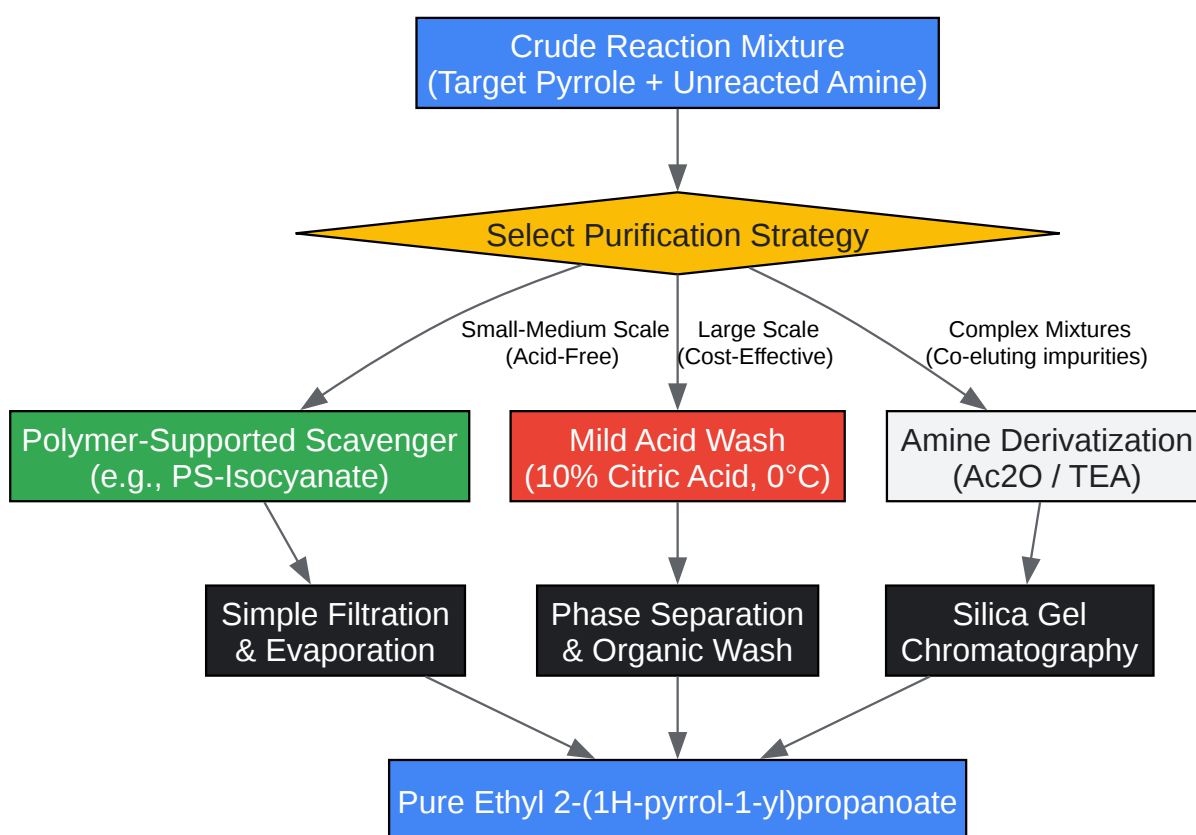 Crude Reaction Mixture
(Target Pyrrole + Unreacted Amine)
Select Purification Strategy
Small-Medium Scale
(Acid-Free)
Large Scale
(Cost-Effective)
Complex Mixtures
(Co-eluting impurities)
Polymer-Supported Scavenger
(e.g., PS-Isocyanate)
Mild Acid Wash
(10% Citric Acid, 0°C)
Amine Derivatization
(Ac2O / TEA)
Simple Filtration
& Evaporation
Phase Separation
& Organic Wash
Silica Gel
Chromatography
Pure Ethyl 2-(1H-pyrrol-1-yl)propanoate